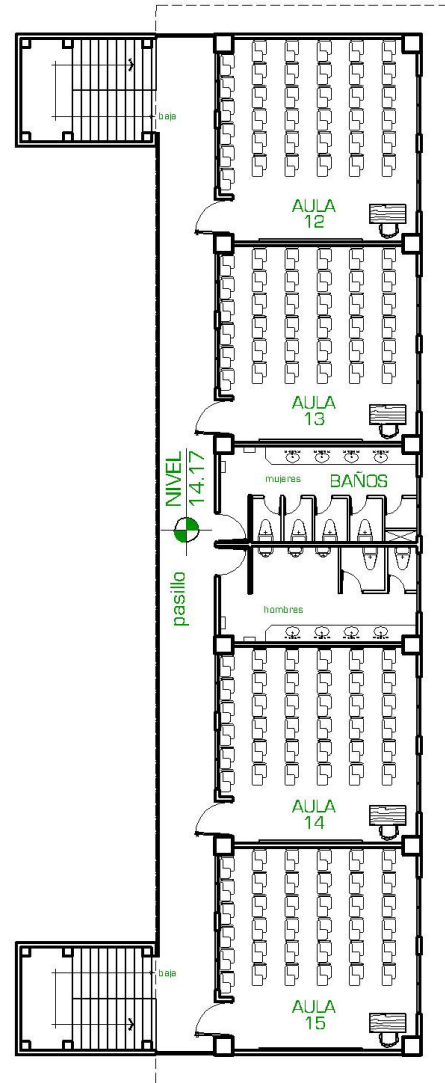 baja
AULA
12
AULA
13
NIVEL
14.17
mujeres
BAÑOS
pasillo
hombres
AULA
14
baja
AULA
15